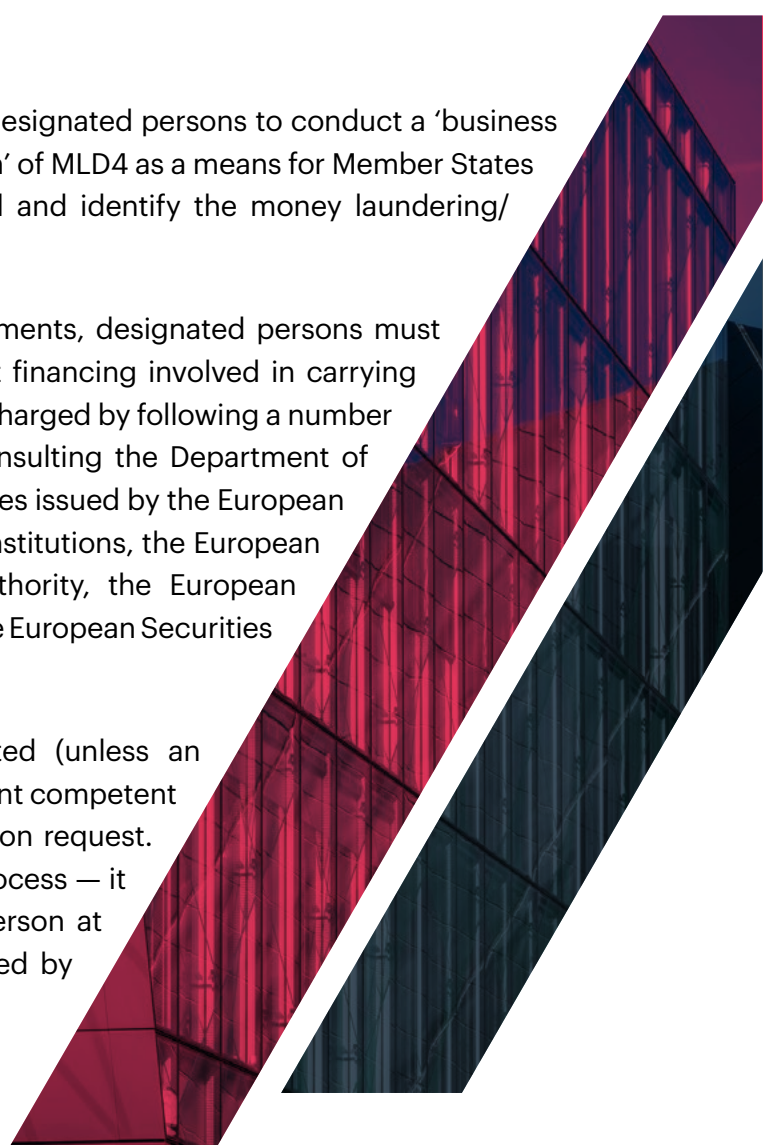 esignated persons to conduct a ‘business
’ of MLD4 as a means for Member States
and identify the money laundering/
ments, designated persons must
financing involved in carrying
harged by following a number
nsulting the Department of
es issued by the European
nstitutions, the European
thority, the European
e European Securities
ted (unless an
nt competent
on request.
ocess — it
erson at
ed by